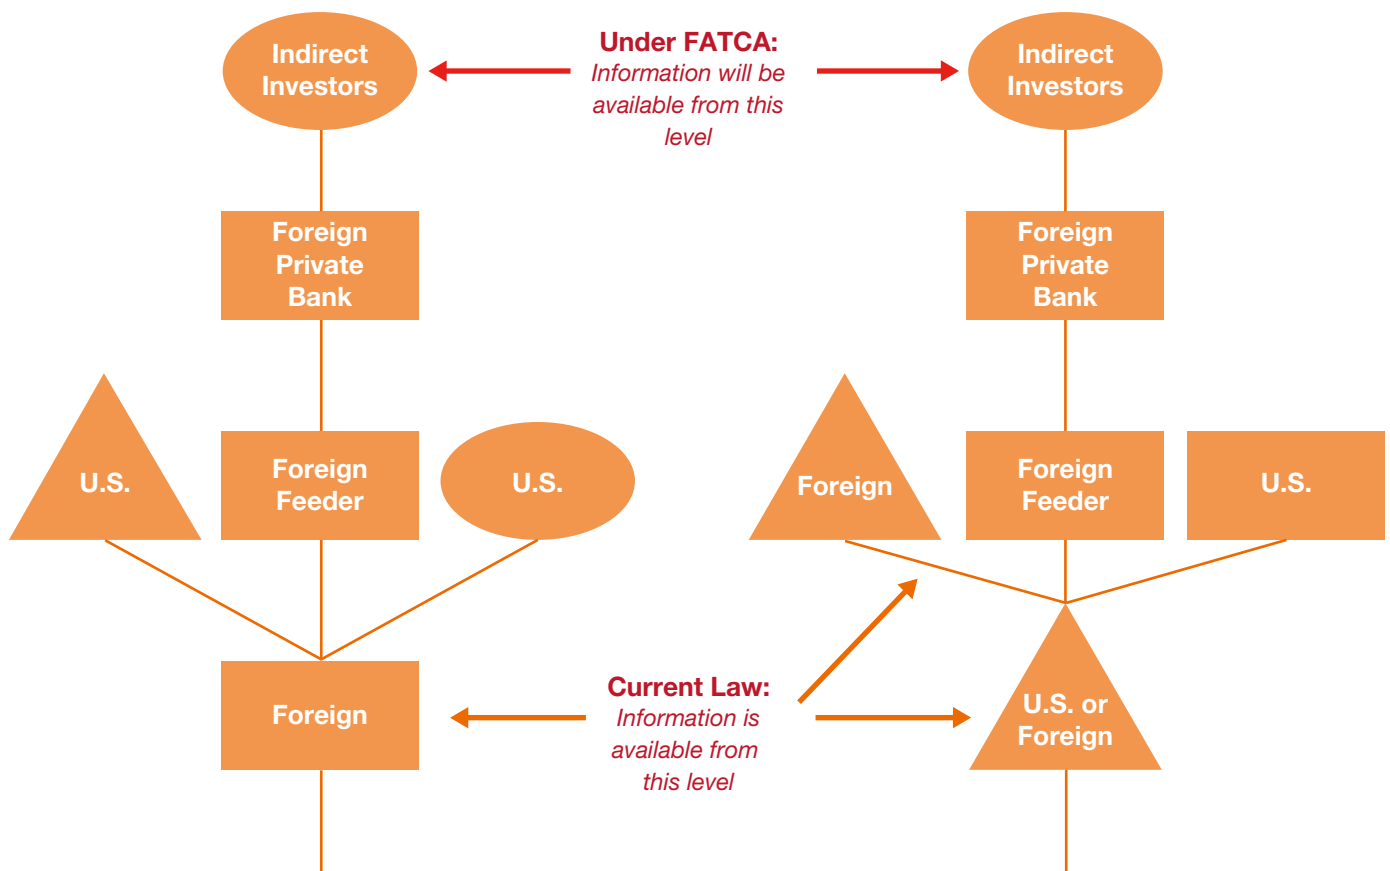 Indirect
Investors
Under FATCA:
Information will be
available from this
level
Indirect
Investors
Foreign
Private
Bank
Foreign
Private
Bank
U.S.
Foreign
Feeder
U.S.
Foreign
Foreign
Feeder
U.S.
Foreign
Current Law:
Information is
available from
this level
U.S. or
Foreign